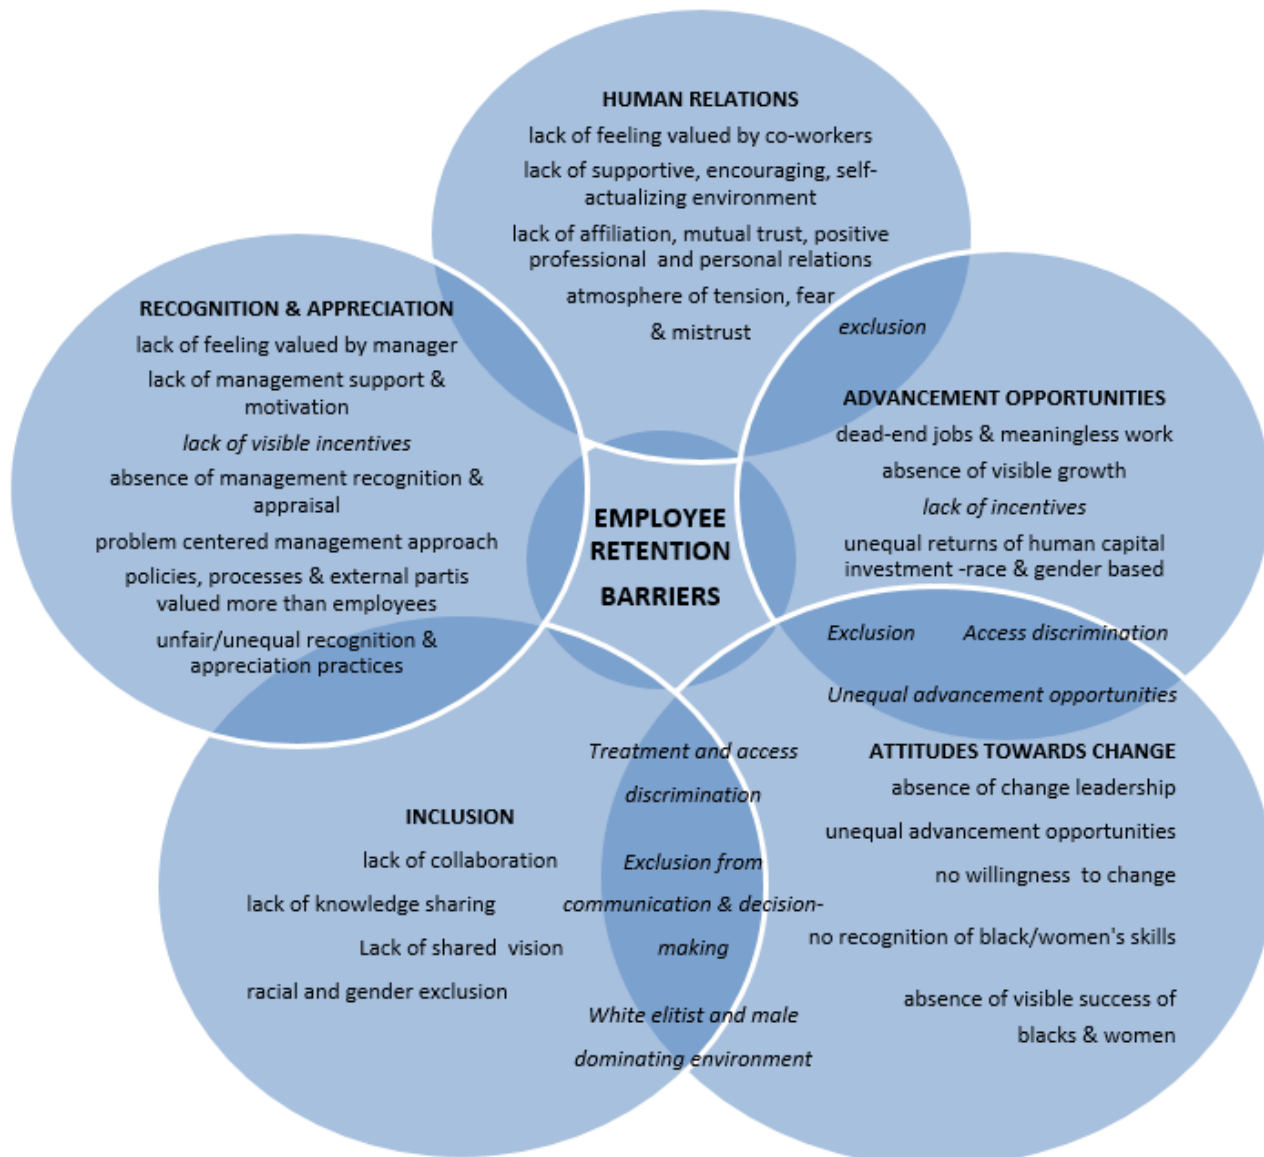 HUMAN RELATIONS
lack of feeling valued by co-workers
lack of supportive, encouraging, self-
actualizing environment
lack of affiliation, mutual trust, positive
professional and personal relations
atmosphere of tension, fear
& mistrust
exclusion
RECOGNITION & APPRECIATION
lack of feeling valued by manager
lack of management support &
motivation
lack of visible incentives
absence of management recognition &
appraisal
problem centered management approach
policies, processes & external partis
valued more than employees
unfair/unequal recognition &
appreciation practices
EMPLOYEE
RETENTION
BARRIERS
ADVANCEMENT OPPORTUNITIES
dead-end jobs & meaningless work
absence of visible growth
lack of incentives
unequal returns of human capital
investment -race & gender based
Exclusion Access discrimination
Unequal advancement opportunities
INCLUSION
lack of collaboration
lack of knowledge sharing
Lack of shared vision
racial and gender exclusion
Treatment and access
discrimination
Exclusion from
communication & decision-
making
White elitist and male
dominating environment
ATTITUDES TOWARDS CHANGE
absence of change leadership
unequal advancement opportunities
no willingness to change
no recognition of black/women's skills
absence of visible success of
blacks & women